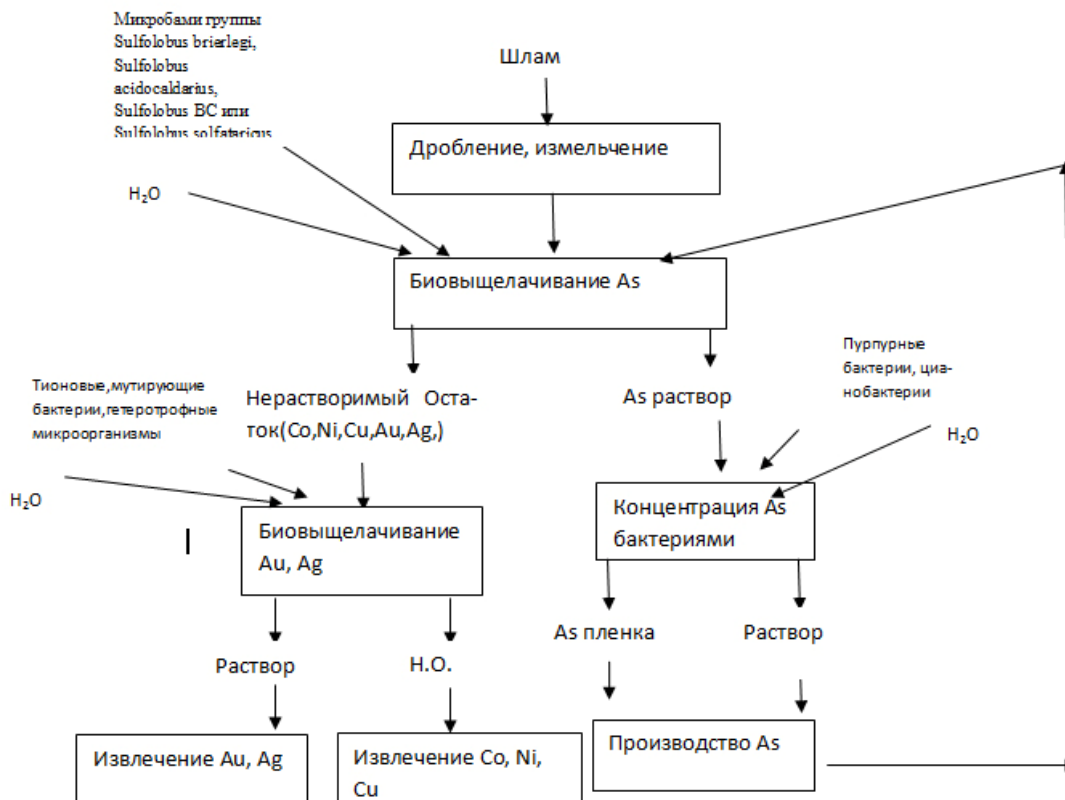 Микробами группы
Sulfolobus brierlegi,
Sulfolobus
acidocaldarius,
Sulfolobus BC или
Sulfolobus solfataricus
Шлам
Дробление, измельчение
H₂O
Биовыщелачивание As
Пурпурные
бактерии, циа-
нобактерии
Тионовые,мутирующие
бактерии,гетеротрофные
микроорганизмы
Нерастворимый Оста-
ток(Co,Ni,Cu,Au,Ag,)
As раствор
H₂O
H₂O
Биовыщелачивание
Au, Ag
Концентрация As
бактериями
As пленка
Раствор
Раствор
Н.О.
Извлечение Au, Ag
Извлечение Co, Ni,
Cu
Производство As